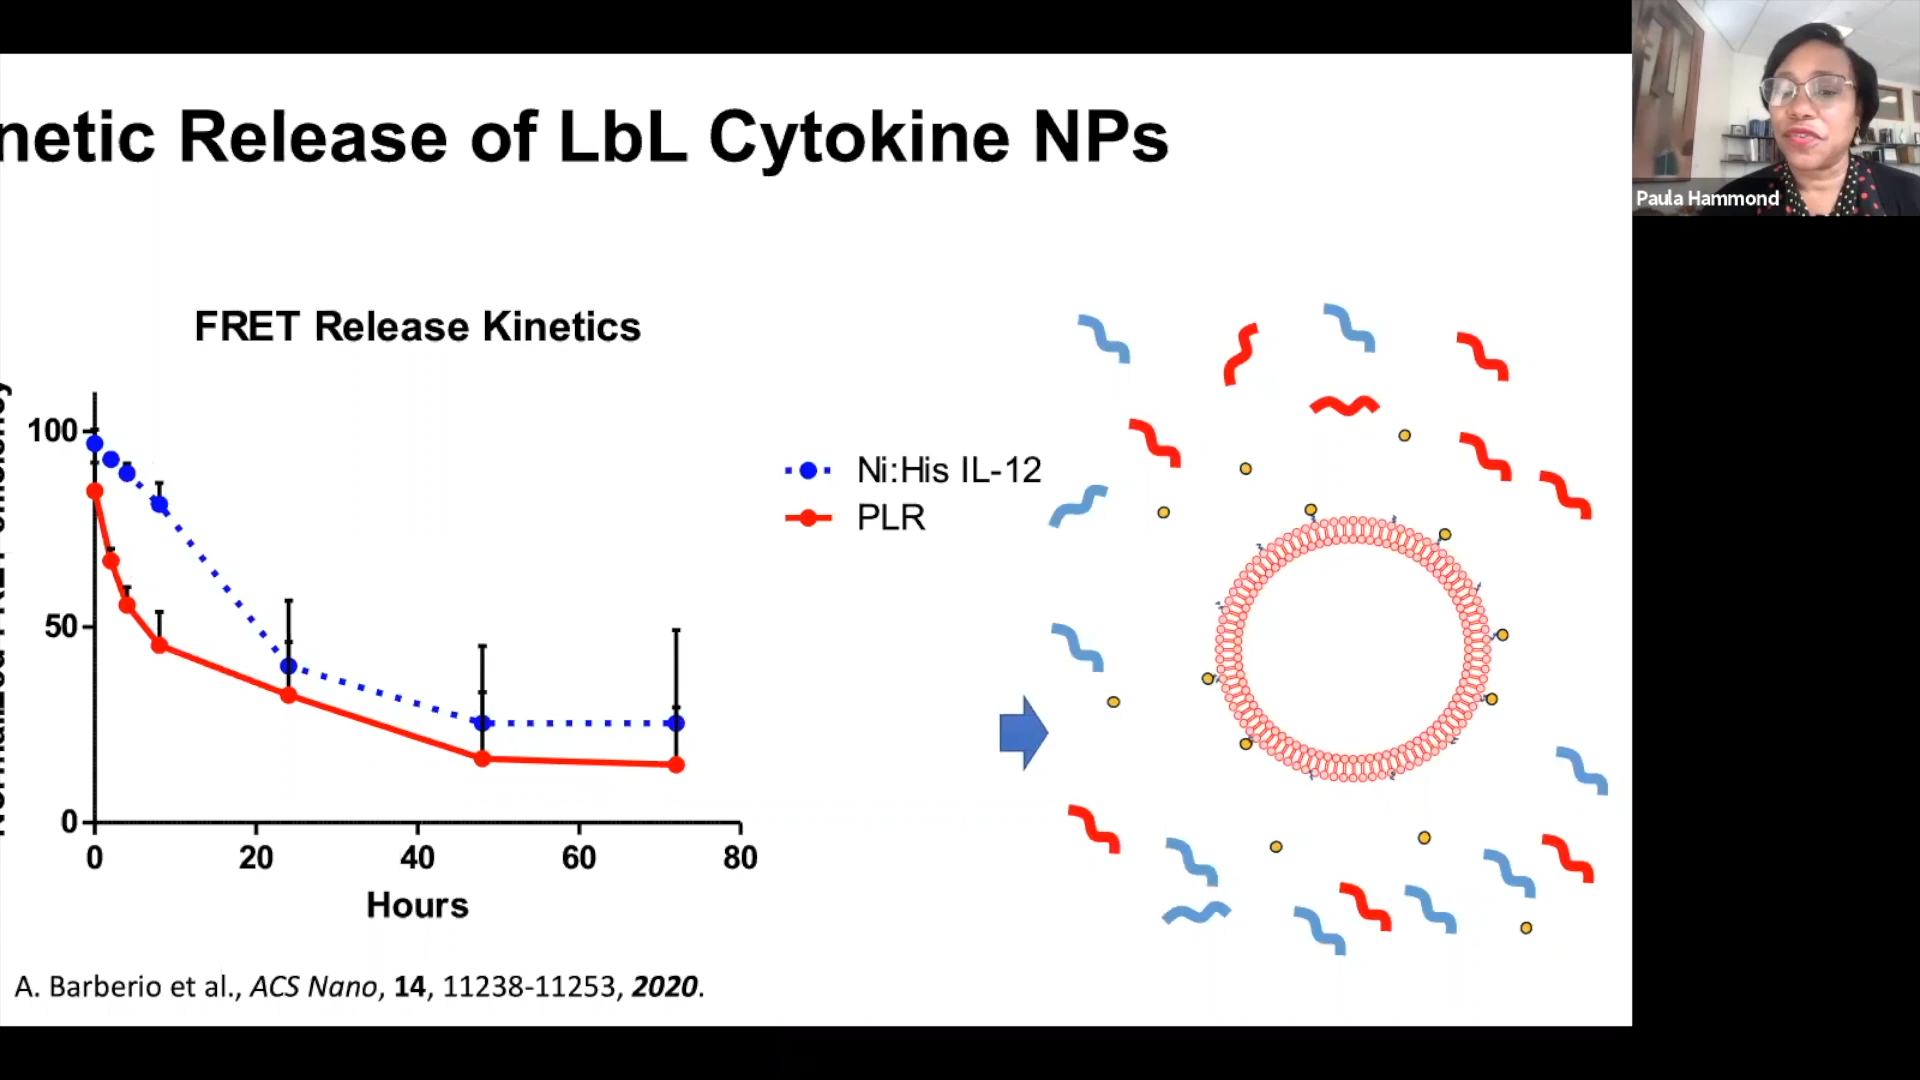 netic Release of LbL Cytokine NPs
Paula Hammond
FRET Release Kinetics
100
50
0
0 20 40 60 80
Hours
Ni:His IL-12
PLR
A. Barberio et al., ACS Nano, 14, 11238-11253, 2020.